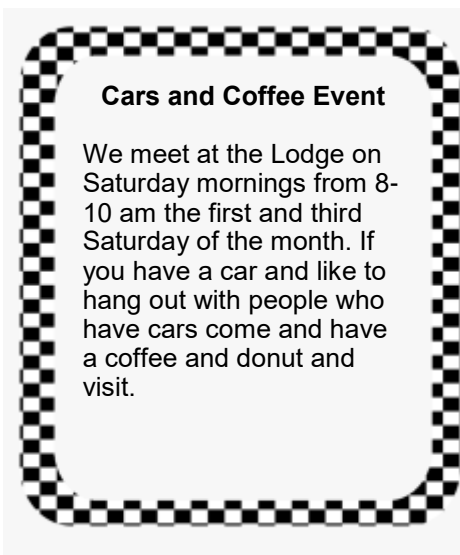 Cars and Coffee Event
We meet at the Lodge on
Saturday mornings from 8-
10 am the first and third
Saturday of the month. If
you have a car and like to
hang out with people who
have cars come and have
a coffee and donut and
visit.